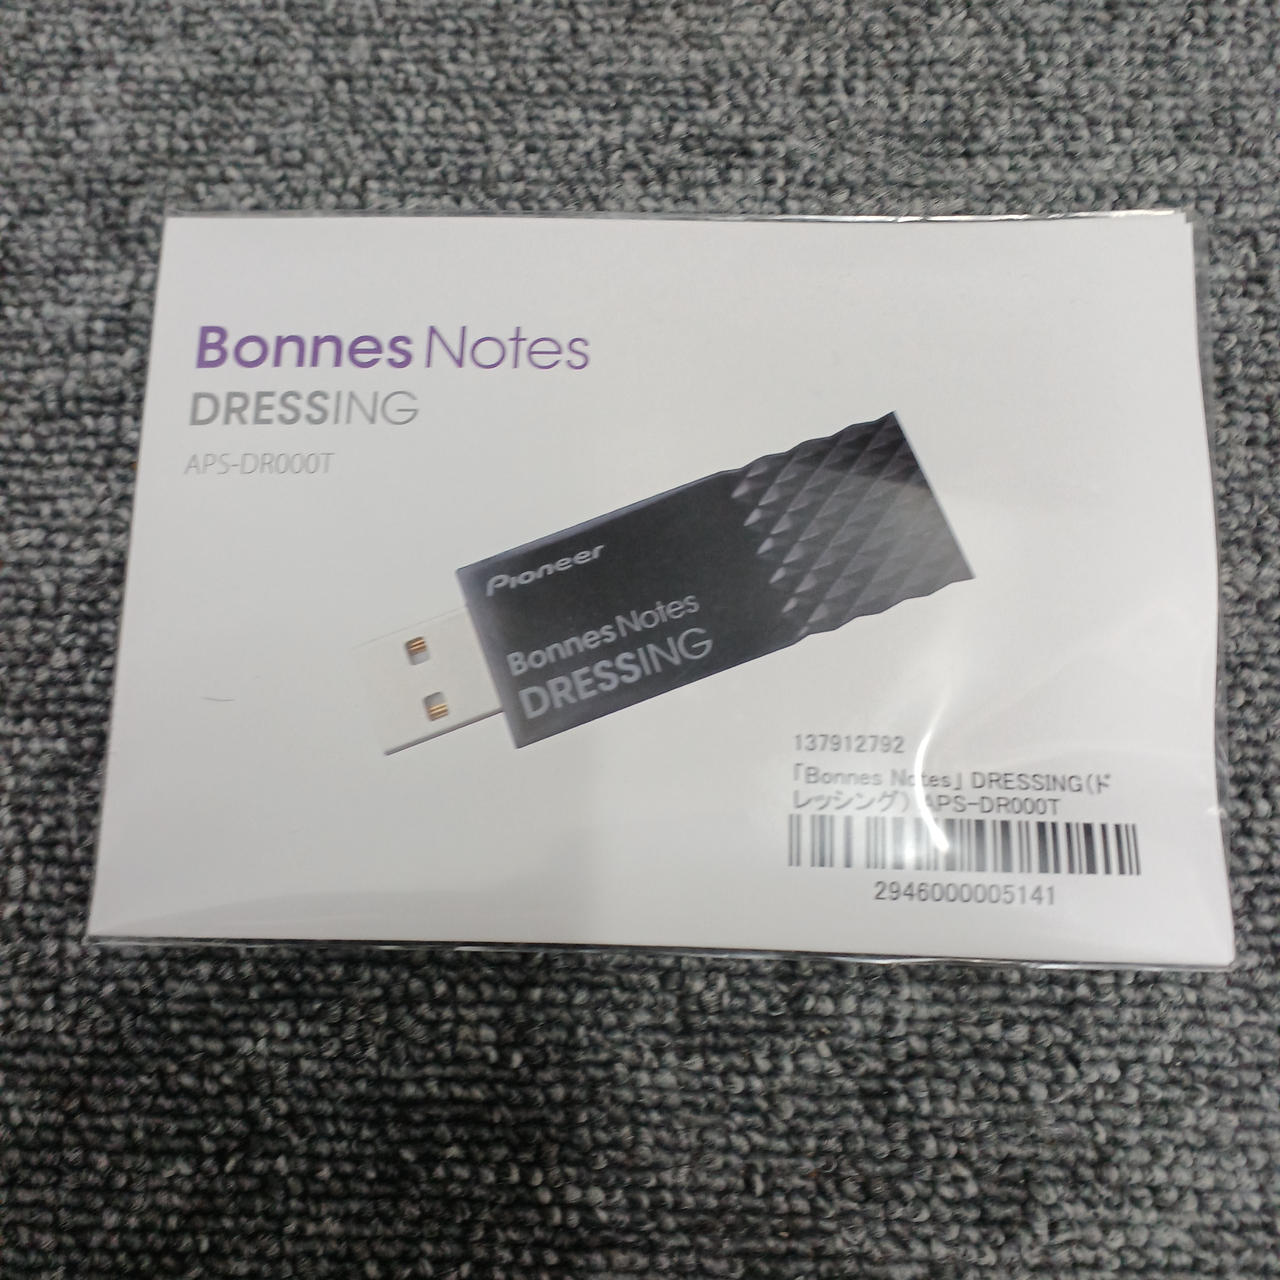 Bonnes Notes
DRESSING
APS-DR000T
Pioneer
Bonnes Notes
DRESSING
137912792
「Bonnes Notes」 DRESSING(ド
レッシング) APS-DR000T
2946000005141